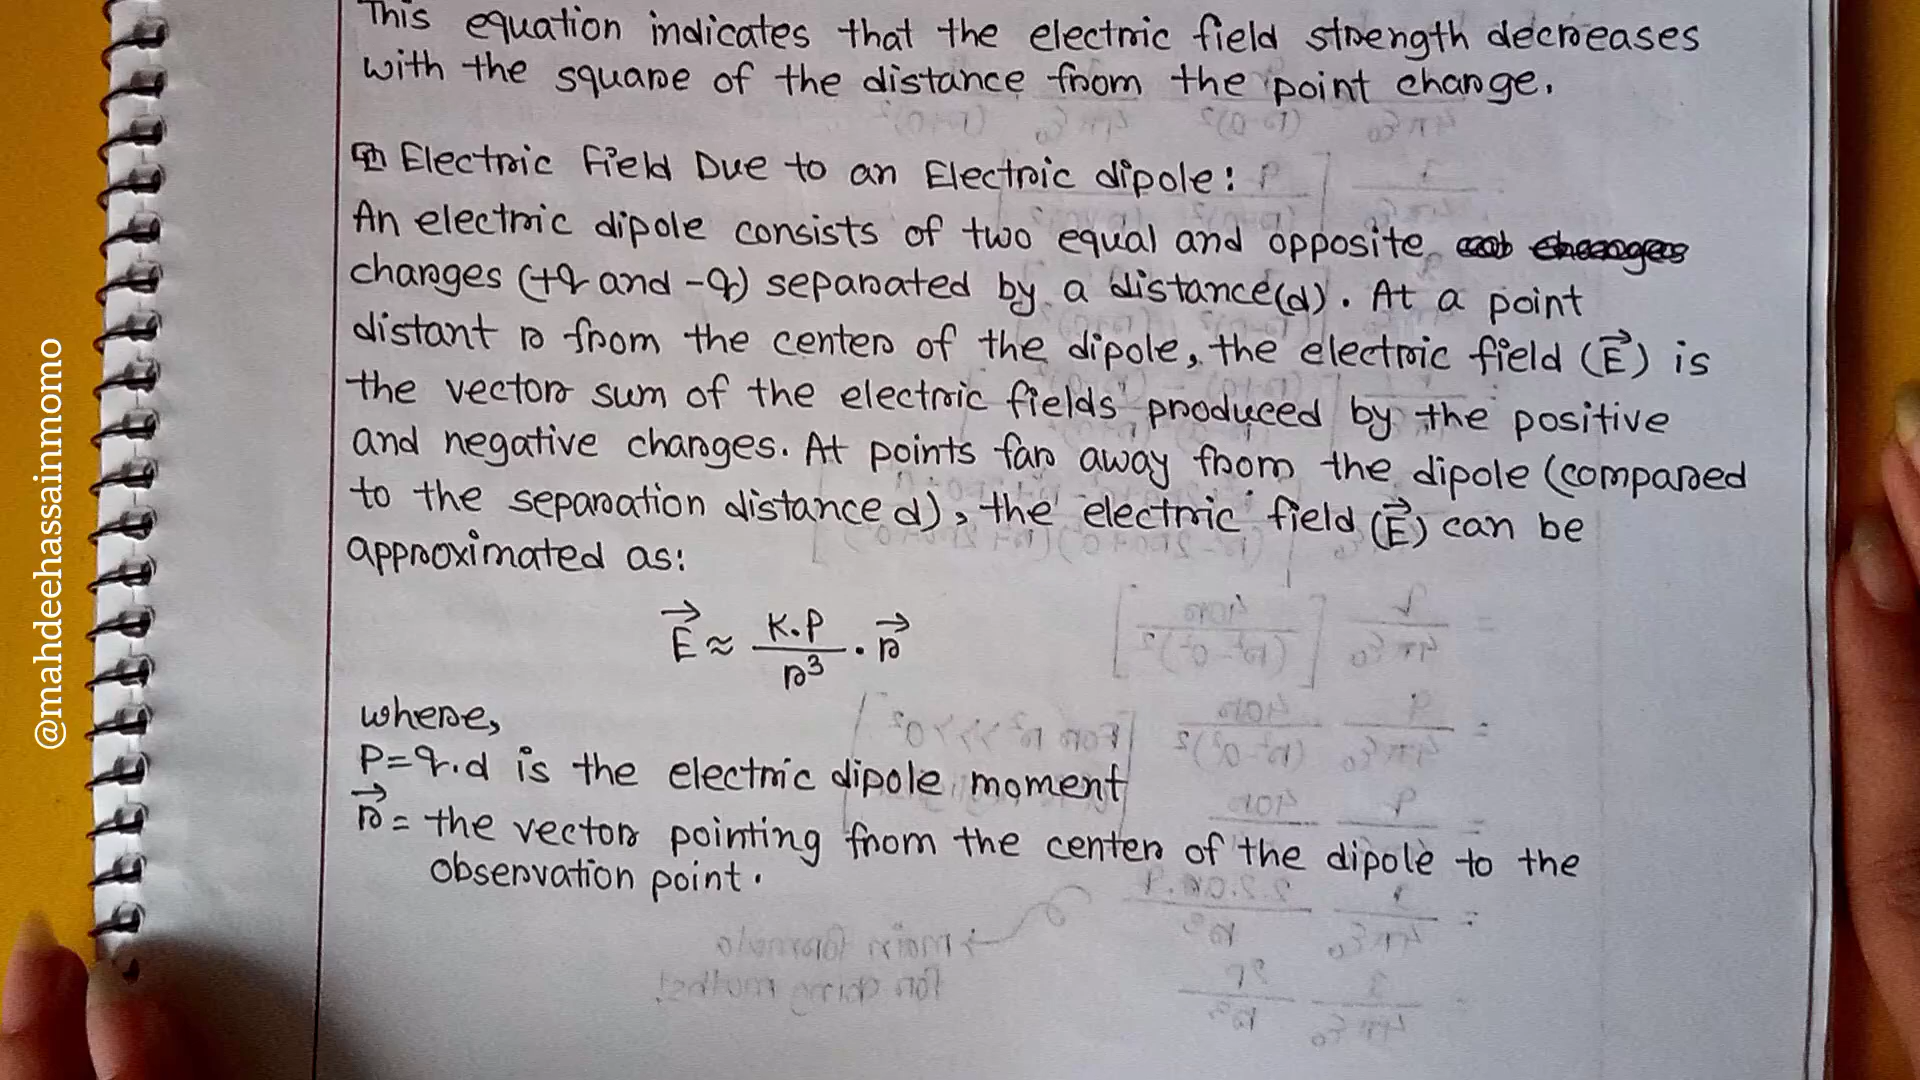 This equation indicates that the electric field strength decreases
with the square of the distance from the point charge.
Electric Field Due to an Electric dipole:
An electric dipole consists of two equal and opposite
charges (+q and -q) separated by a distance(d). At a point
distant r from the center of the dipole, the electric field (E⃗) is
the vector sum of the electric fields produced by the positive
and negative charges. At points far away from the dipole (compared
to the separation distance d), the electric field (E⃗) can be
approximated as:
E⃗ ≈ K.P/r³ . r⃗
where,
P=q.d is the electric dipole moment
r⃗ = the vector pointing from the center of the dipole to the
observation point.
@mahdeehassainmomo